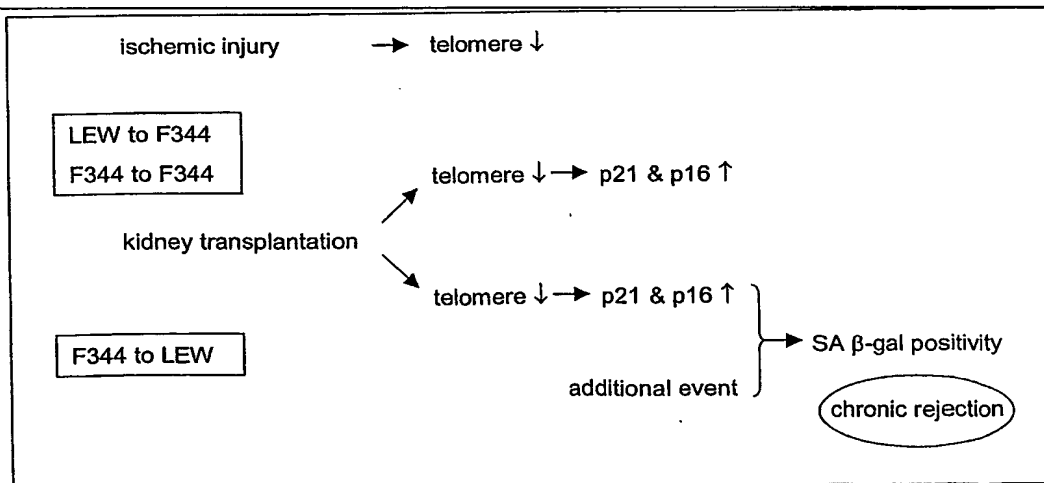 ischemic injury → telomere ↓
LEW to F344
F344 to F344
telomere ↓ → p21 & p16 ↑
kidney transplantation
telomere ↓ → p21 & p16 ↑
F344 to LEW
SA β-gal positivity
additional event
chronic rejection